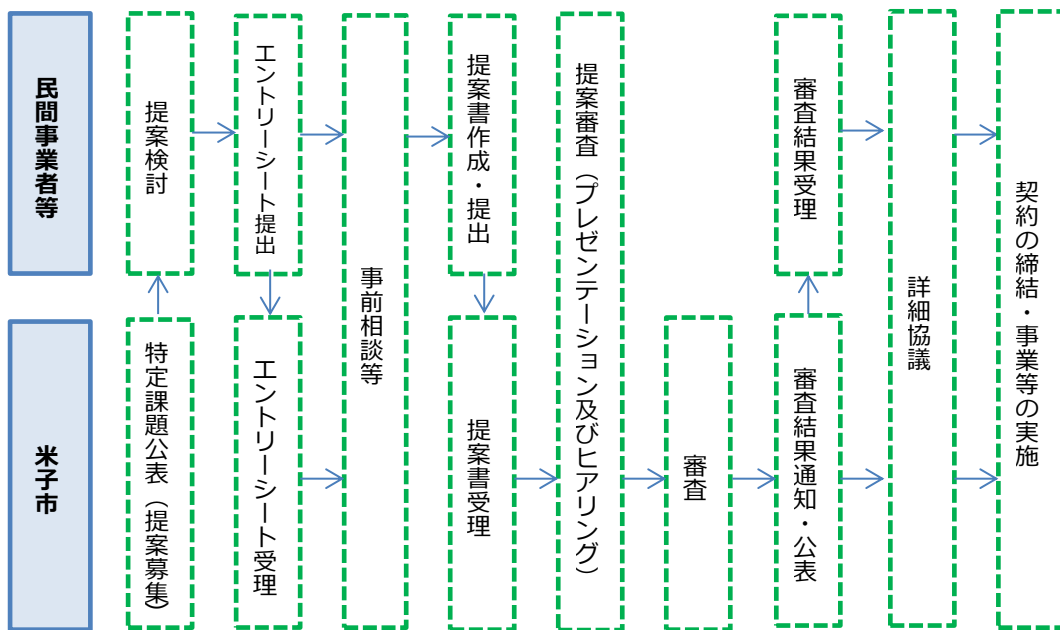 民間事業者等
提案検討
エントリーシート提出
事前相談等
提案書作成・提出
提案審査（プレゼンテーション及びヒアリング）
審査結果受理
詳細協議
契約の締結・事業等の実施
米子市
特定課題公表（提案募集）
エントリーシート受理
提案書受理
審査
審査結果通知・公表